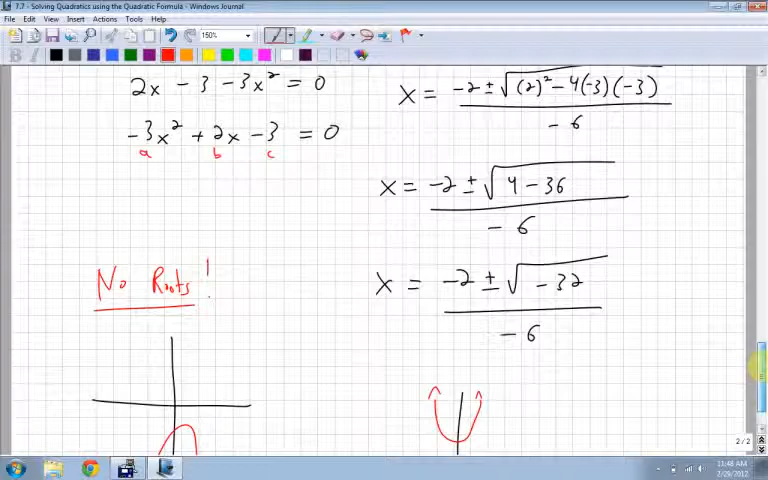 7.7 - Solving Quadratics using the Quadratic Formula - Windows Journal
File Edit View Insert Actions Tools Help
150%
B I
2x - 3 - 3x² = 0
-3x² + 2x - 3 = 0
a b c
No Roots!
x = -2 ± √(2)² - 4(-3)(-3)
-6
x = -2 ± √4 - 36
-6
x = -2 ± √-32
-6
2 / 2
11:48 AM
2/09/2012